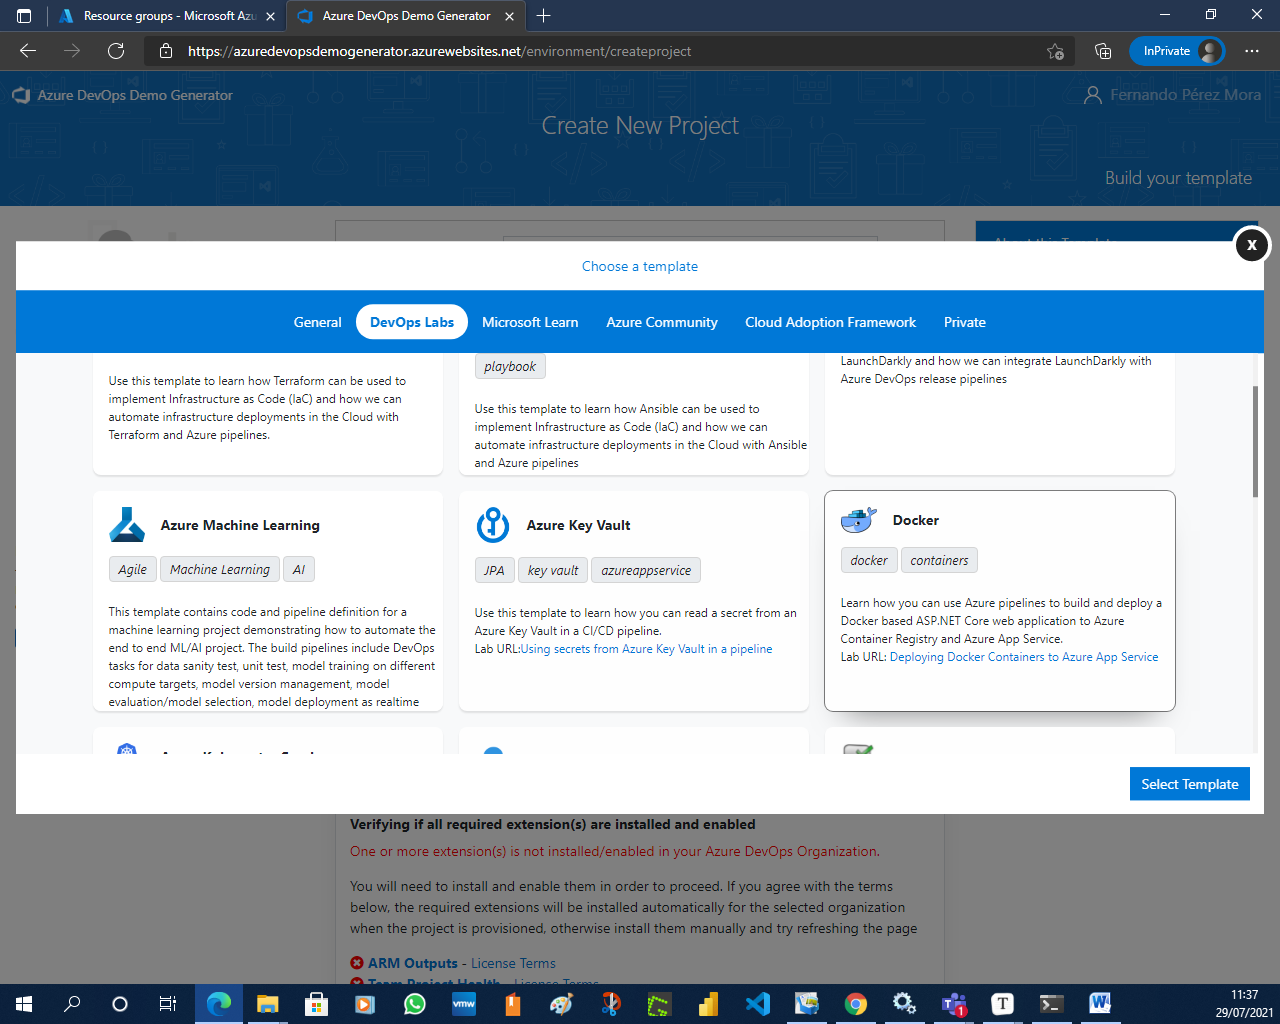 Resource groups - Microsoft Azu
Azure DevOps Demo Generator
https://azuredevopsdemogenerator.azurewebsites.net/environment/createproject
InPrivate
Azure DevOps Demo Generator
Fernando Pérez Mora
Create New Project
Build your template
Choose a template
X
General
DevOps Labs
Microsoft Learn
Azure Community
Cloud Adoption Framework
Private
Use this template to learn how Terraform can be used to
implement Infrastructure as Code (IaC) and how we can
automate infrastructure deployments in the Cloud with
Terraform and Azure pipelines.
playbook
Use this template to learn how Ansible can be used to
implement Infrastructure as Code (IaC) and how we can
automate infrastructure deployments in the Cloud with Ansible
and Azure pipelines
LaunchDarkly and how we can integrate LaunchDarkly with
Azure DevOps release pipelines
Azure Machine Learning
Agile
Machine Learning
AI
This template contains code and pipeline definition for a
machine learning project demonstrating how to automate the
end to end ML/AI project. The build pipelines include DevOps
tasks for data sanity test, unit test, model training on different
compute targets, model version management, model
evaluation/model selection, model deployment as realtime
Azure Key Vault
JPA
key vault
azureappservice
Use this template to learn how you can read a secret from an
Azure Key Vault in a CI/CD pipeline.
Lab URL:Using secrets from Azure Key Vault in a pipeline
Docker
docker
containers
Learn how you can use Azure pipelines to build and deploy a
Docker based ASP.NET Core web application to Azure
Container Registry and Azure App Service.
Lab URL: Deploying Docker Containers to Azure App Service
Select Template
Verifying if all required extension(s) are installed and enabled
One or more extension(s) is not installed/enabled in your Azure DevOps Organization.
You will need to install and enable them in order to proceed. If you agree with the terms
below, the required extensions will be installed automatically for the selected organization
when the project is provisioned, otherwise install them manually and try refreshing the page
ARM Outputs - License Terms
Team Project Health - License Terms
vmw
1
T
W
11:37
29/07/2021